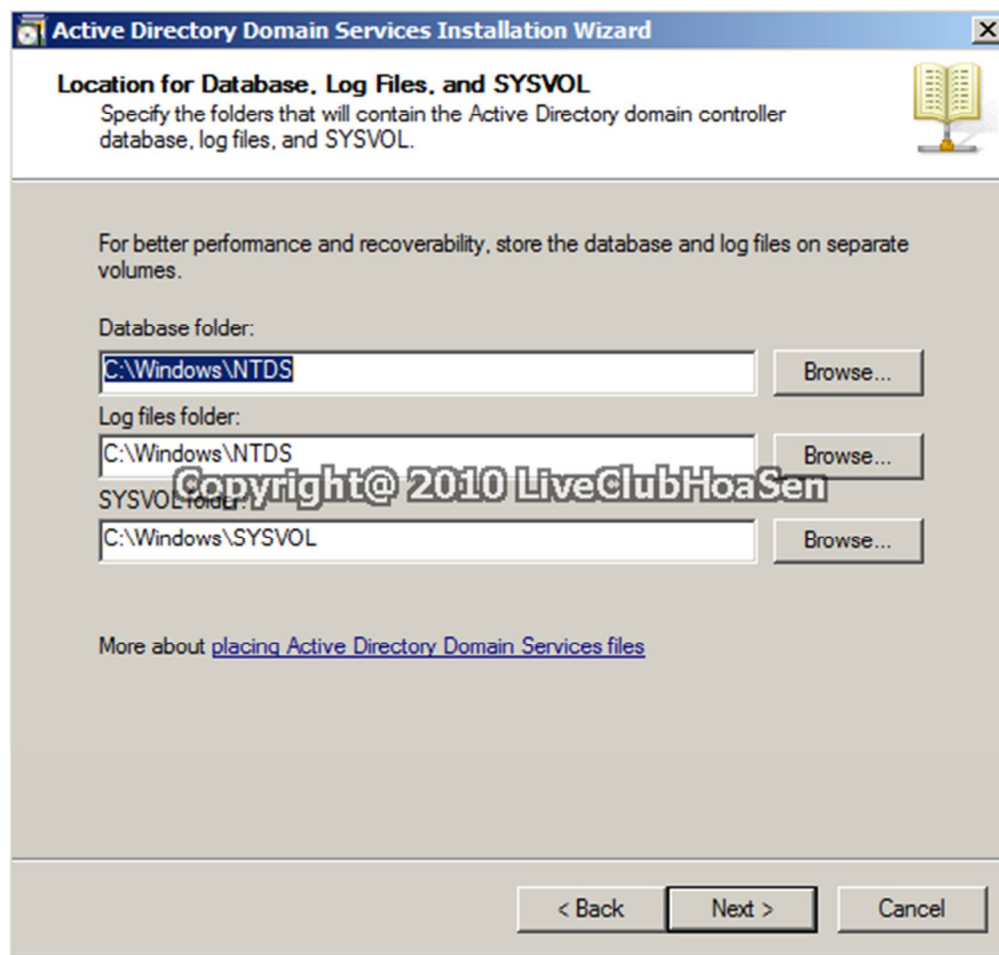 Active Directory Domain Services Installation Wizard
Location for Database, Log Files, and SYSVOL
Specify the folders that will contain the Active Directory domain controller
database, log files, and SYSVOL.
For better performance and recoverability, store the database and log files on separate
volumes.
Database folder:
C:\Windows\NTDS
Browse...
Log files folder:
C:\Windows\NTDS
Browse...
Copyright@ 2010 LiveClubHoaSen
SYSVOL folder:
C:\Windows\SYSVOL
Browse...
More about placing Active Directory Domain Services files
< Back Next > Cancel